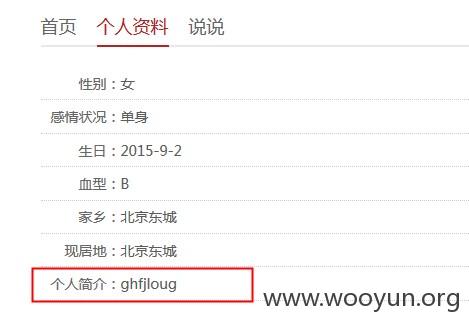 首页 个人资料 说说
性别：女
感情状况：单身
生日：2015-9-2
血型：B
家乡：北京东城
现居地：北京东城
个人简介：ghfjloug
www.wooyun.org